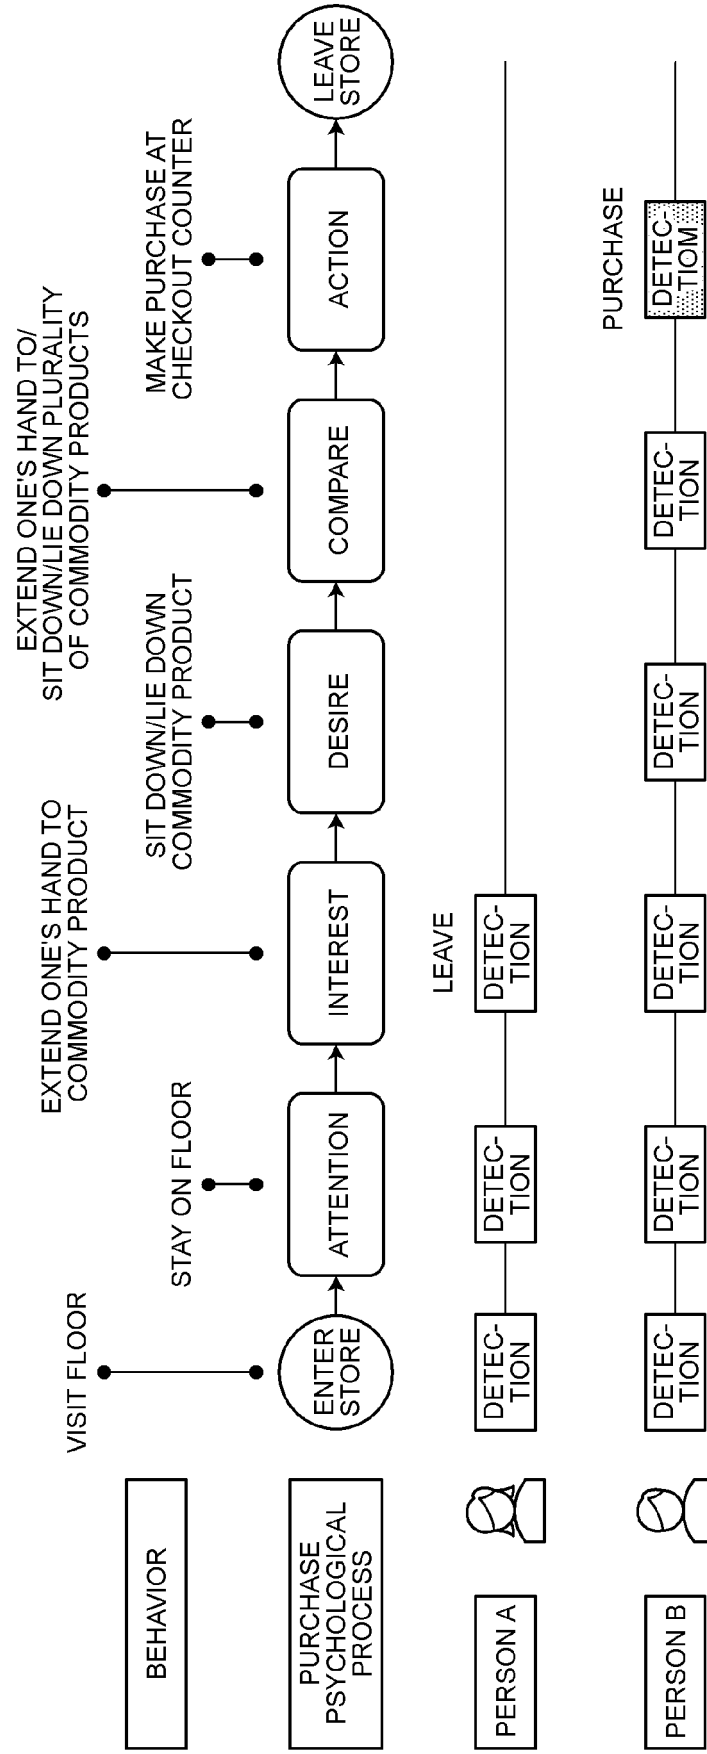 BEHAVIOR
VISIT FLOOR
STAY ON FLOOR
EXTEND ONE'S HAND TO
COMMODITY PRODUCT
SIT DOWN/LIE DOWN
COMMODITY PRODUCT
EXTEND ONE'S HAND TO/
SIT DOWN/LIE DOWN PLURALITY
OF COMMODITY PRODUCTS
MAKE PURCHASE AT
CHECKOUT COUNTER
PURCHASE
PSYCHOLOGICAL
PROCESS
ENTER
STORE
ATTENTION
INTEREST
DESIRE
COMPARE
ACTION
LEAVE
STORE
PERSON A
DETEC-
TION
DETEC-
TION
LEAVE
DETEC-
TION
PERSON B
DETEC-
TION
DETEC-
TION
DETEC-
TION
DETEC-
TION
DETEC-
TION
PURCHASE
DETEC-
TIOM